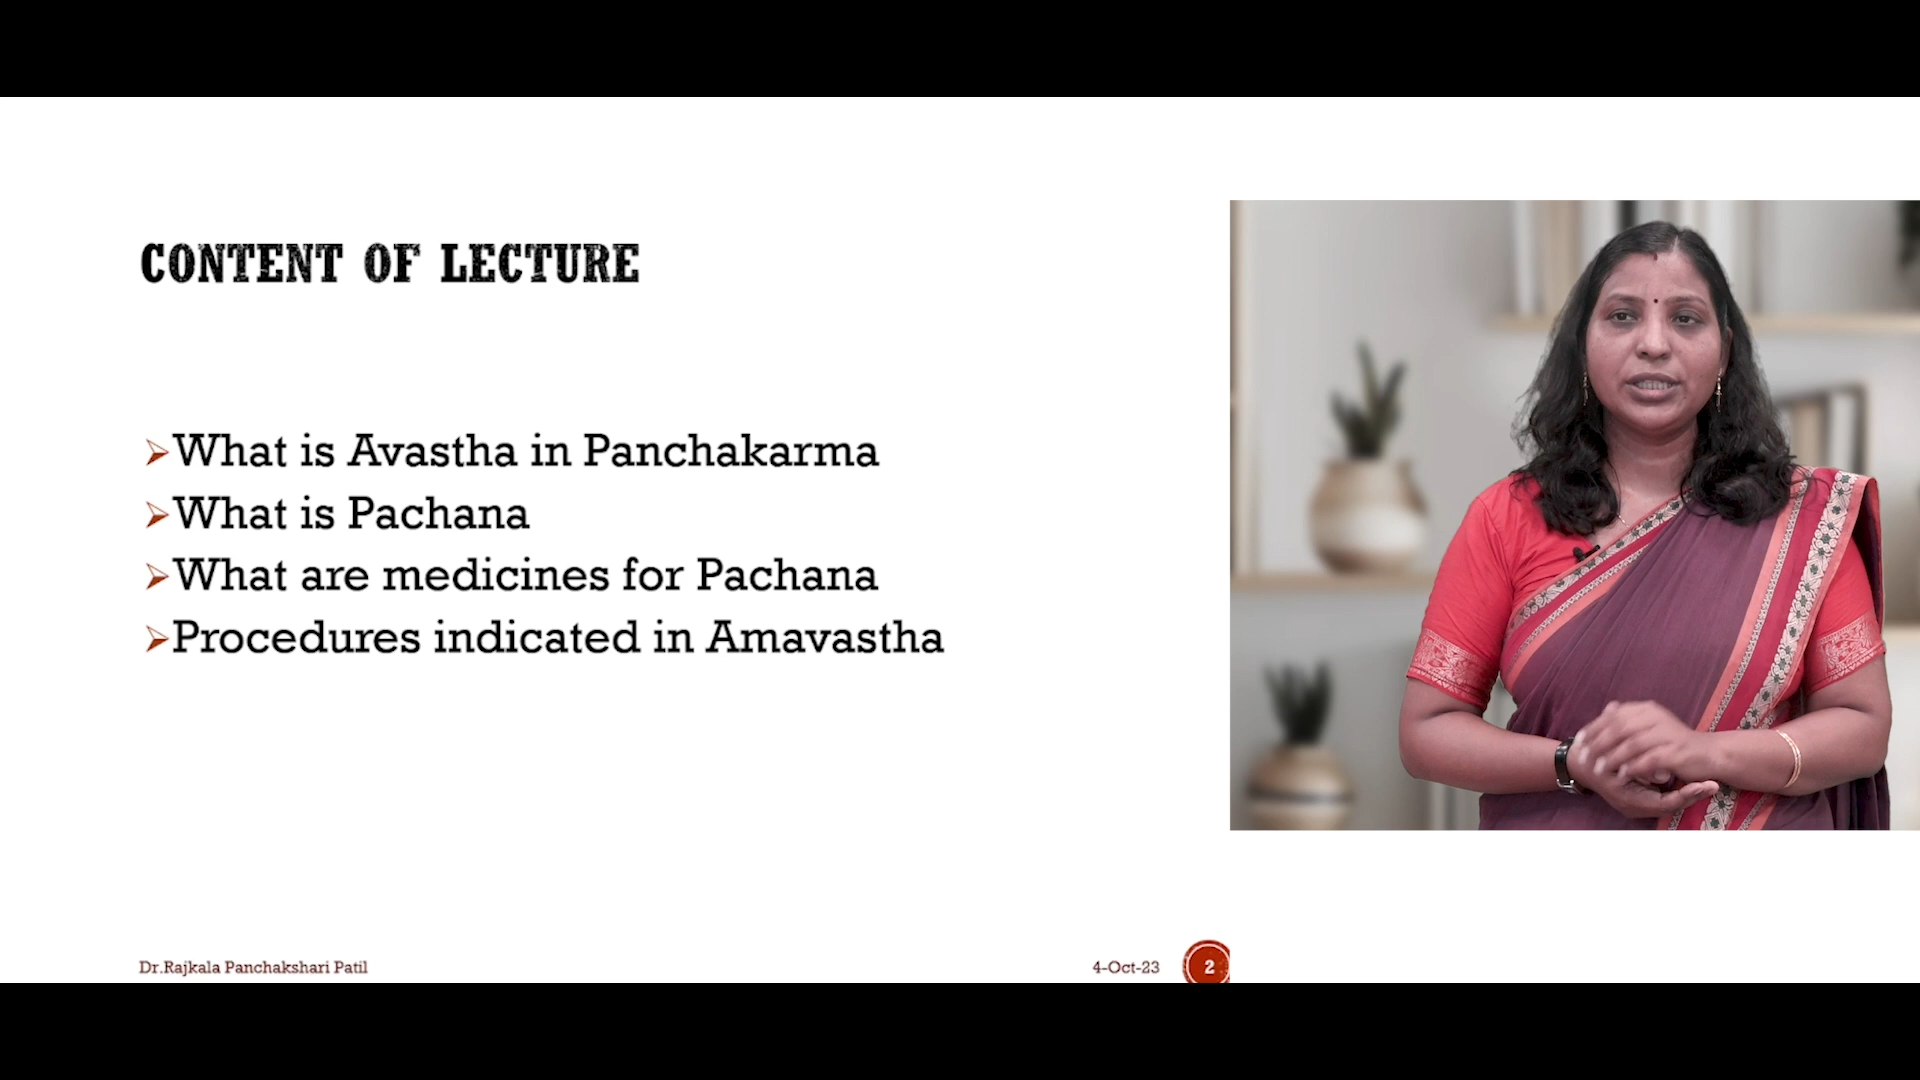 CONTENT OF LECTURE
What is Avastha in Panchakarma
What is Pachana
What are medicines for Pachana
Procedures indicated in Amavastha
Dr.Rajkala Panchakshari Patil
4-Oct-23
2